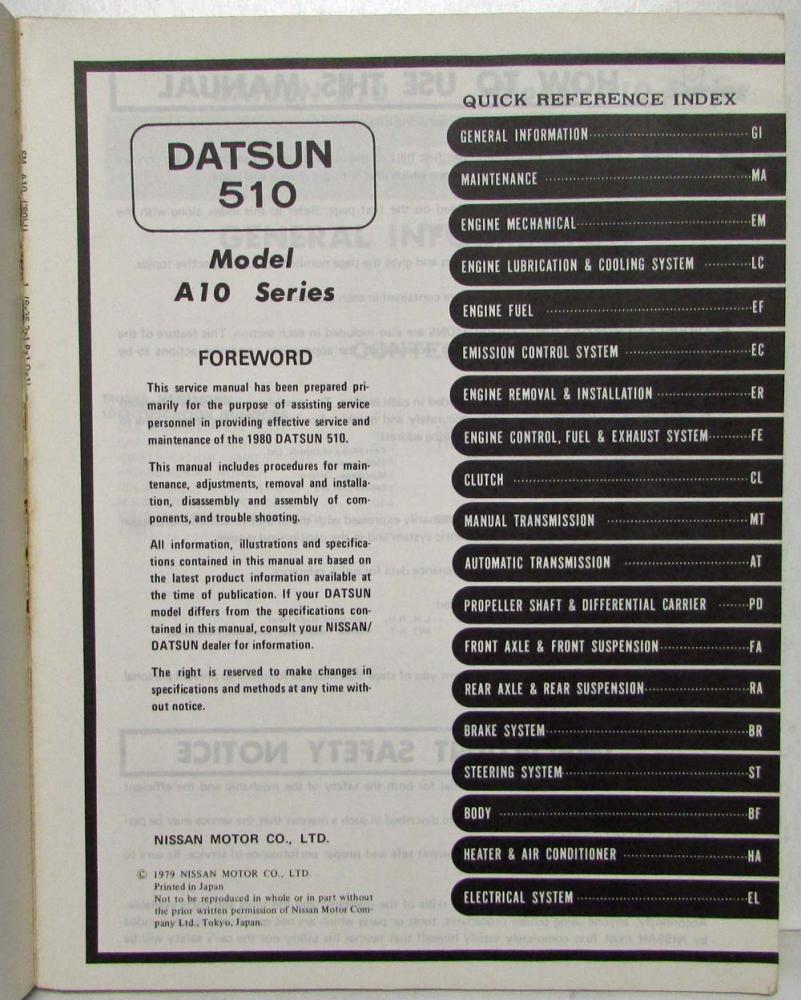 DATSUN
510
Model
A10 Series
FOREWORD
This service manual has been prepared pri-
marily for the purpose of assisting service
personnel in providing effective service and
maintenance of the 1980 DATSUN 510.
This manual includes procedures for main-
tenance, adjustments, removal and installa-
tion, disassembly and assembly of com-
ponents, and trouble shooting.
All information, illustrations and specifica-
tions contained in this manual are based on
the latest product information available at
the time of publication. If your DATSUN
model differs from the specifications con-
tained in this manual, consult your NISSAN/
DATSUN dealer for information.
The right is reserved to make changes in
specifications and methods at any time with-
out notice.
NISSAN MOTOR CO., LTD.
© 1979 NISSAN MOTOR CO., LTD.
Printed in Japan
Not to be reproduced in whole or in part without
the prior written permission of Nissan Motor Com-
pany Ltd., Tokyo, Japan.
QUICK REFERENCE INDEX
GENERAL INFORMATION GI
MAINTENANCE MA
ENGINE MECHANICAL EM
ENGINE LUBRICATION & COOLING SYSTEM LC
ENGINE FUEL EF
EMISSION CONTROL SYSTEM EC
ENGINE REMOVAL & INSTALLATION ER
ENGINE CONTROL, FUEL & EXHAUST SYSTEM FE
CLUTCH CL
MANUAL TRANSMISSION MT
AUTOMATIC TRANSMISSION AT
PROPELLER SHAFT & DIFFERENTIAL CARRIER PD
FRONT AXLE & FRONT SUSPENSION FA
REAR AXLE & REAR SUSPENSION RA
BRAKE SYSTEM BR
STEERING SYSTEM ST
BODY BF
HEATER & AIR CONDITIONER HA
ELECTRICAL SYSTEM EL